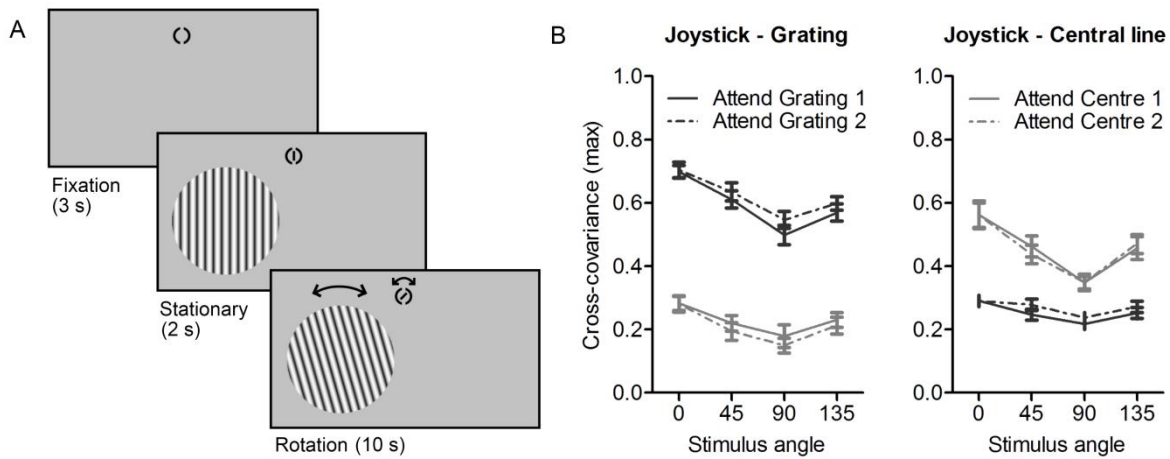 A
Fixation
(3 s)
Stationary
(2 s)
Rotation (10 s)
B
Joystick - Grating
Cross-covariance (max)
1.0
0.8
0.6
0.4
0.2
0.0
Attend Grating 1
Attend Grating 2
0 45 90 135
Stimulus angle
Joystick - Central line
1.0
0.8
0.6
0.4
0.2
0.0
Attend Centre 1
Attend Centre 2
0 45 90 135
Stimulus angle